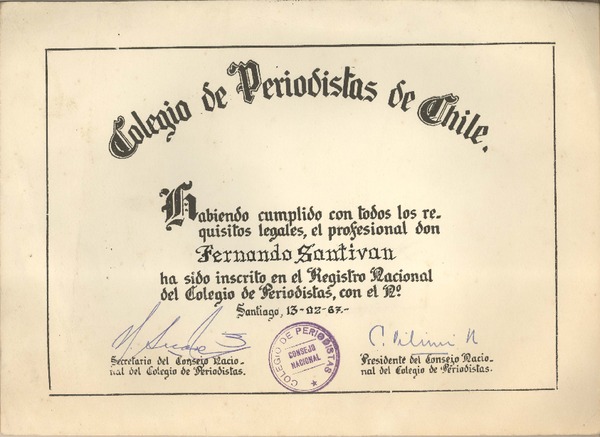 Colegio de Periodistas de Chile.
Habiendo cumplido con todos los re-
quisitos legales, el profesional don
Fernando Santivan
ha sido inscrito en el Registro Nacional
del Colegio de Periodistas, con el Nº
Santiago, 13-02-67.-
COLEGIO DE PERIODISTAS
CONSEJO
NACIONAL
Secretario del Consejo Nacio-
nal del Colegio de Periodistas.
Presidente del Consejo Nacio-
nal del Colegio de Periodistas.